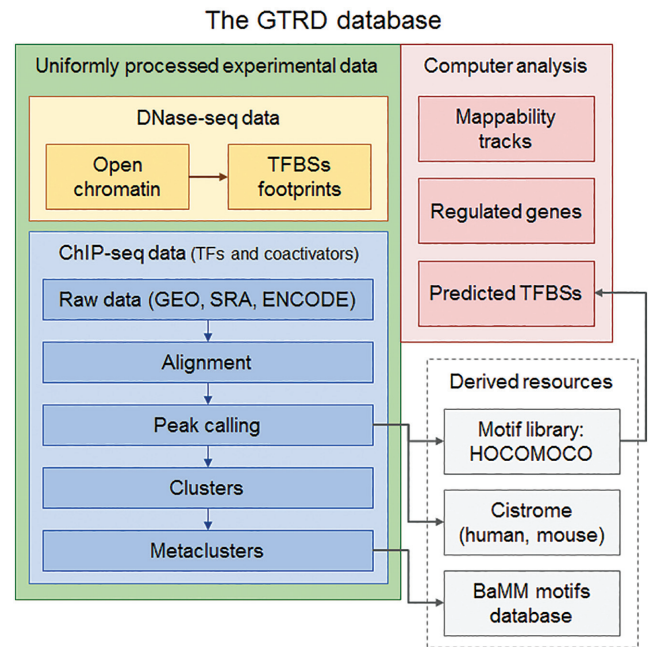 The GTRD database
Uniformly processed experimental data
DNase-seq data
Open
chromatin
TFBSs
footprints
ChIP-seq data (TFs and coactivators)
Raw data (GEO, SRA, ENCODE)
Alignment
Peak calling
Clusters
Metaclusters
Computer analysis
Mappability
tracks
Regulated genes
Predicted TFBSs
Derived resources
Motif library:
HOCOMOCO
Cistrome
(human, mouse)
BaMM motifs
database